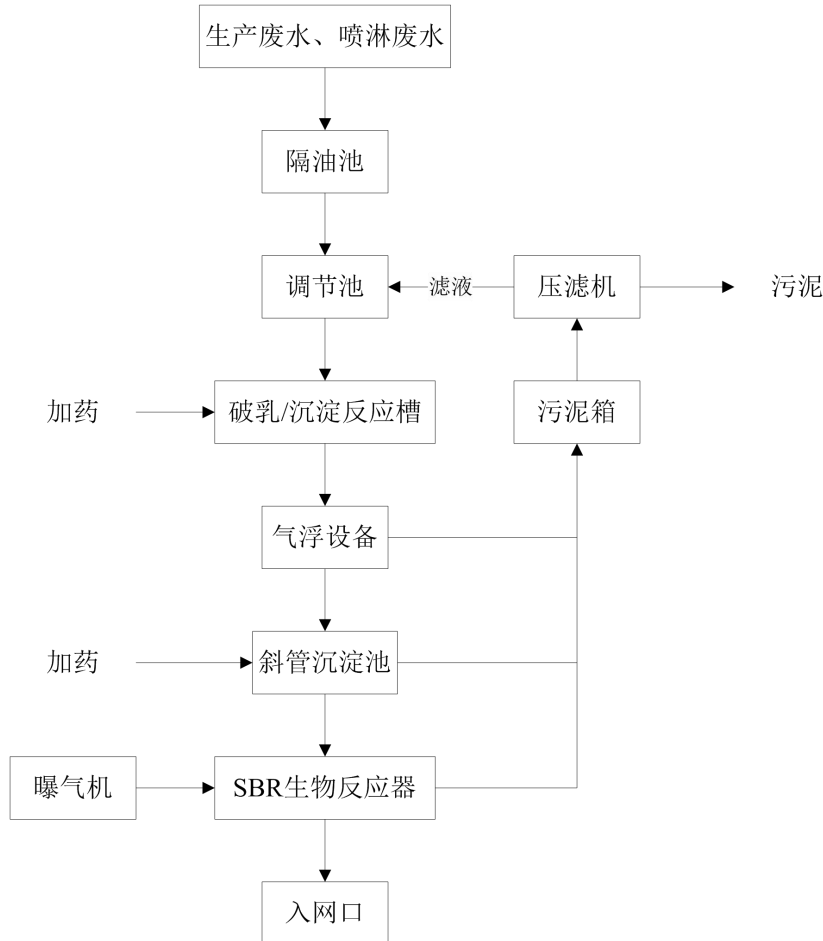 生产废水、喷淋废水
隔油池
调节池
滤液
压滤机
污泥
加药
破乳/沉淀反应槽
污泥箱
气浮设备
加药
斜管沉淀池
曝气机
SBR生物反应器
入网口